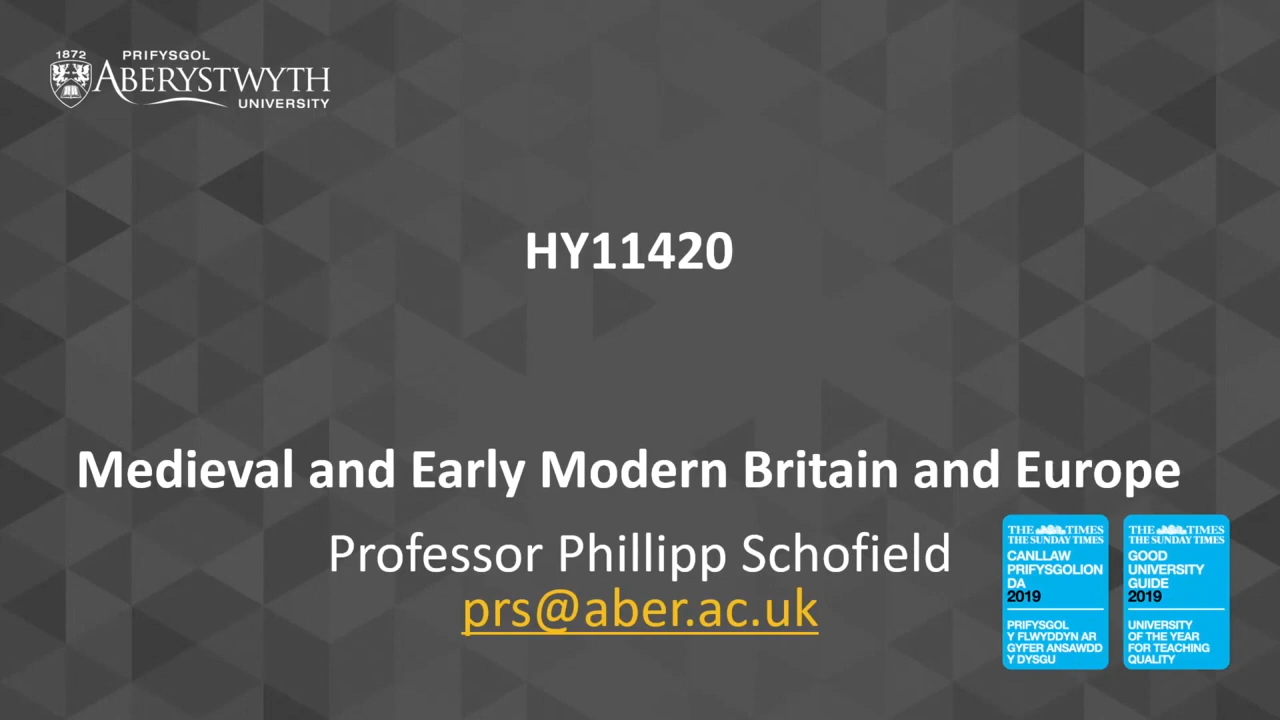 1872
PRIFYSGOL
ABERYSTWYTH
UNIVERSITY
HY11420
Medieval and Early Modern Britain and Europe
Professor Phillipp Schofield
prs@aber.ac.uk
THE TIMES
THE SUNDAY TIMES
CANLLAW
PRIFYSGOLION
DA
2019
PRIFYSGOL
Y FLWYDDYN AR
GYFER ANSAWDD
Y DYSGU
THE TIMES
THE SUNDAY TIMES
GOOD
UNIVERSITY
GUIDE
2019
UNIVERSITY
OF THE YEAR
FOR TEACHING
QUALITY